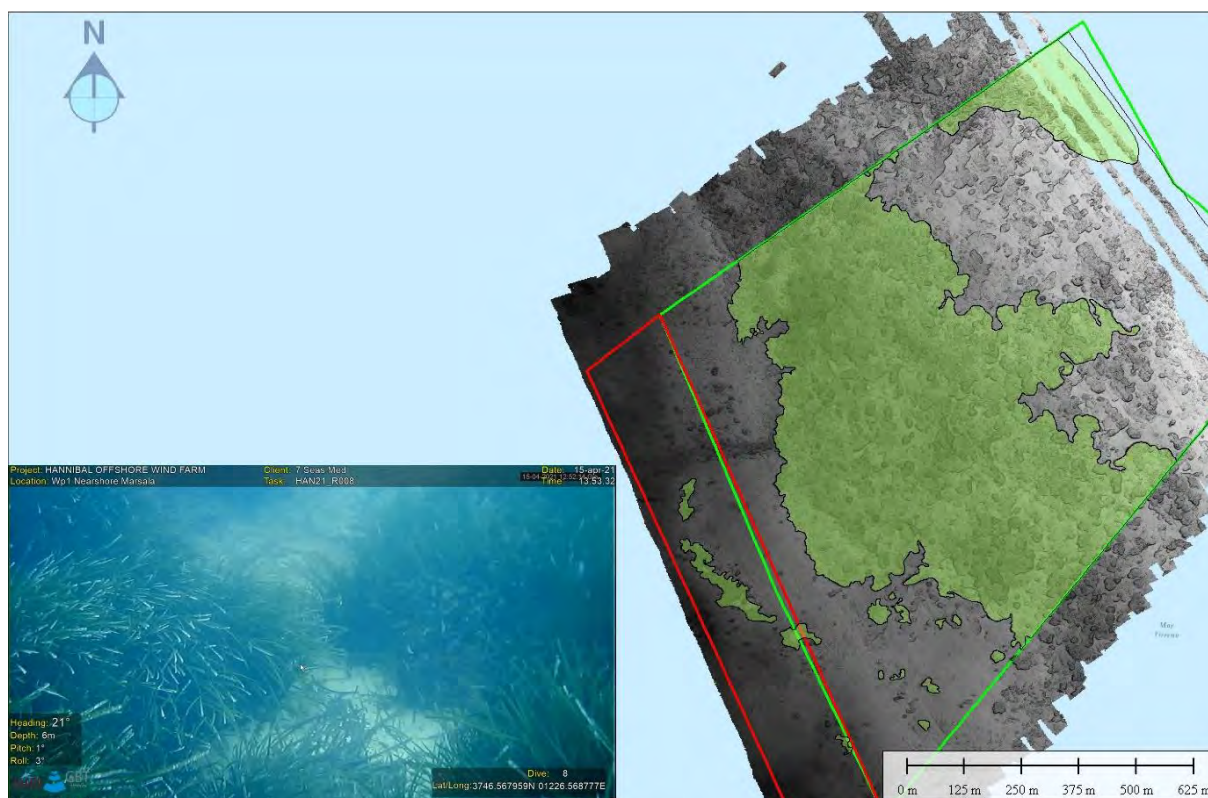 N
Project: HANNIBAL OFFSHORE WIND FARM
Client: 7 Seas Med
Date: 15-apr-21
Location: Wp1 Nearshore Marsala
Task: HAN21_R008
Time: 13.53.32
Heading: 21°
Depth: 6m
Pitch: 1°
Roll: 3°
Dive: 8
Lat/Long: 3746.567959N 01226.568777E
0 m 125 m 250 m 375 m 500 m 625 m